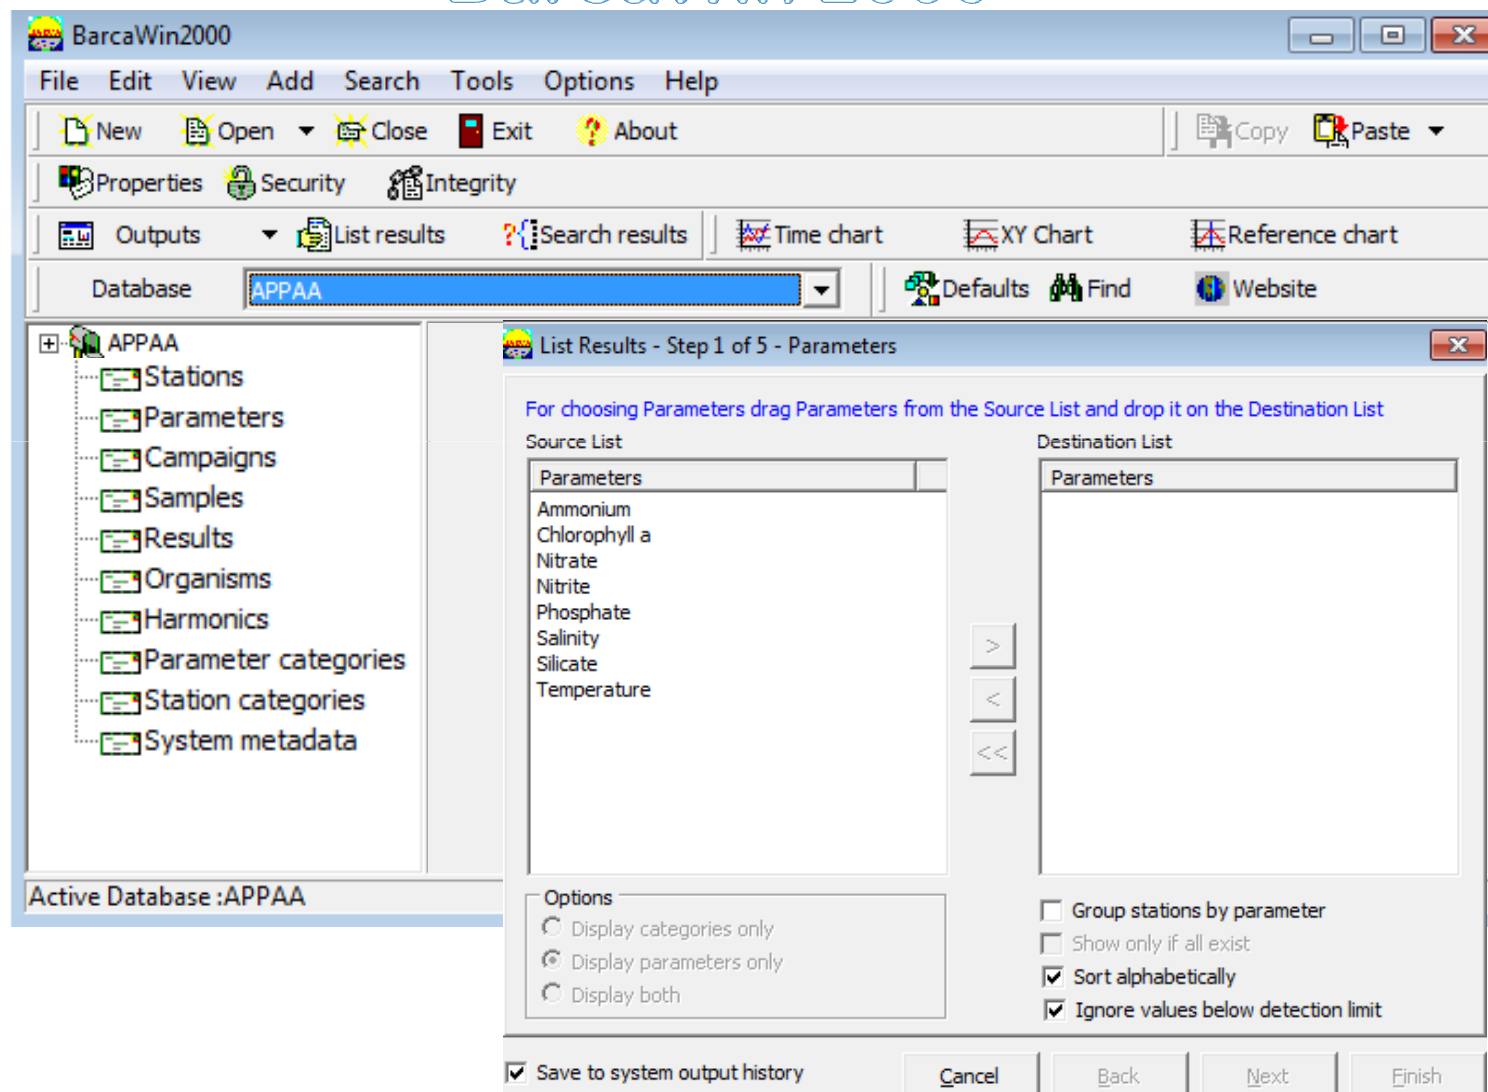 BarcaWin2000
BarcaWin2000
File Edit View Add Search Tools Options Help
New Open Close Exit About Copy Paste
Properties Security Integrity
Outputs List results Search results Time chart XY Chart Reference chart
Database APPAA Defaults Find Website
APPAA
Stations
Parameters
Campaigns
Samples
Results
Organisms
Harmonics
Parameter categories
Station categories
System metadata
Active Database :APPAA
List Results - Step 1 of 5 - Parameters
For choosing Parameters drag Parameters from the Source List and drop it on the Destination List
Source List
Parameters
Ammonium
Chlorophyll a
Nitrate
Nitrite
Phosphate
Salinity
Silicate
Temperature
>
<
<<
Destination List
Parameters
Options
Display categories only
Display parameters only
Display both
Group stations by parameter
Show only if all exist
Sort alphabetically
Ignore values below detection limit
Save to system output history
Cancel Back Next Finish